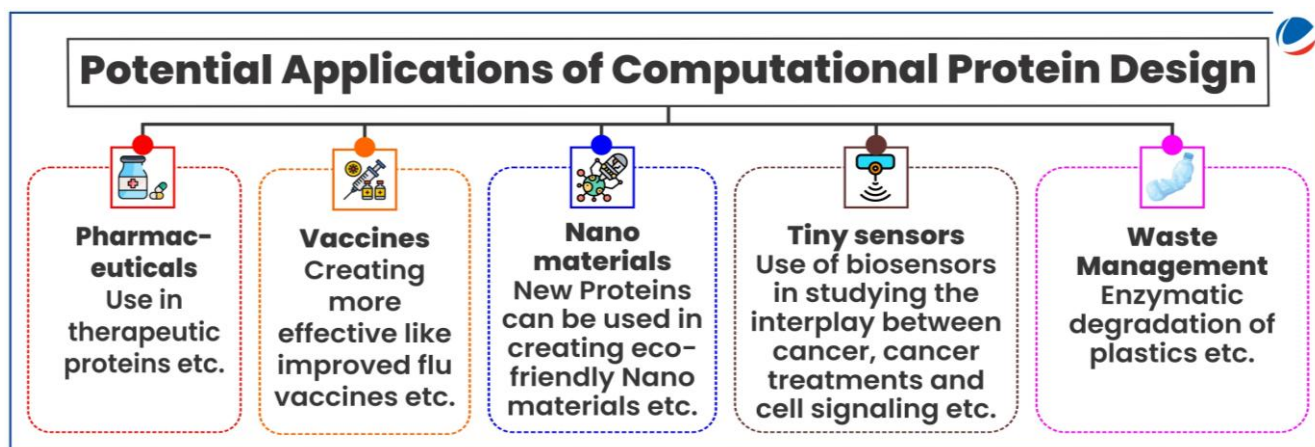 Potential Applications of Computational Protein Design
Pharmac-
euticals
Use in
therapeutic
proteins etc.
Vaccines
Creating
more
effective like
improved flu
vaccines etc.
Nano
materials
New Proteins
can be used in
creating eco-
friendly Nano
materials etc.
Tiny sensors
Use of biosensors
in studying the
interplay between
cancer, cancer
treatments and
cell signaling etc.
Waste
Management
Enzymatic
degradation of
plastics etc.